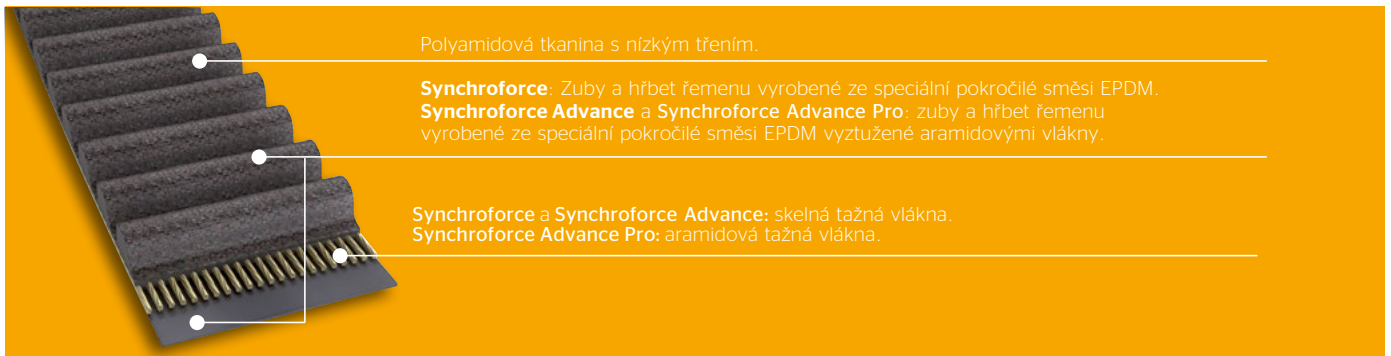 Polyamidová tkanina s nízkým třením.
Synchroforce: Zuby a hřbet řemenu vyrobené ze speciální pokročilé směsi EPDM.
Synchroforce Advance a Synchroforce Advance Pro: zuby a hřbet řemenu
vyrobené ze speciální pokročilé směsi EPDM vyztužené aramidovými vlákny.
Synchroforce a Synchroforce Advance: skelná tažná vlákna.
Synchroforce Advance Pro: aramidová tažná vlákna.